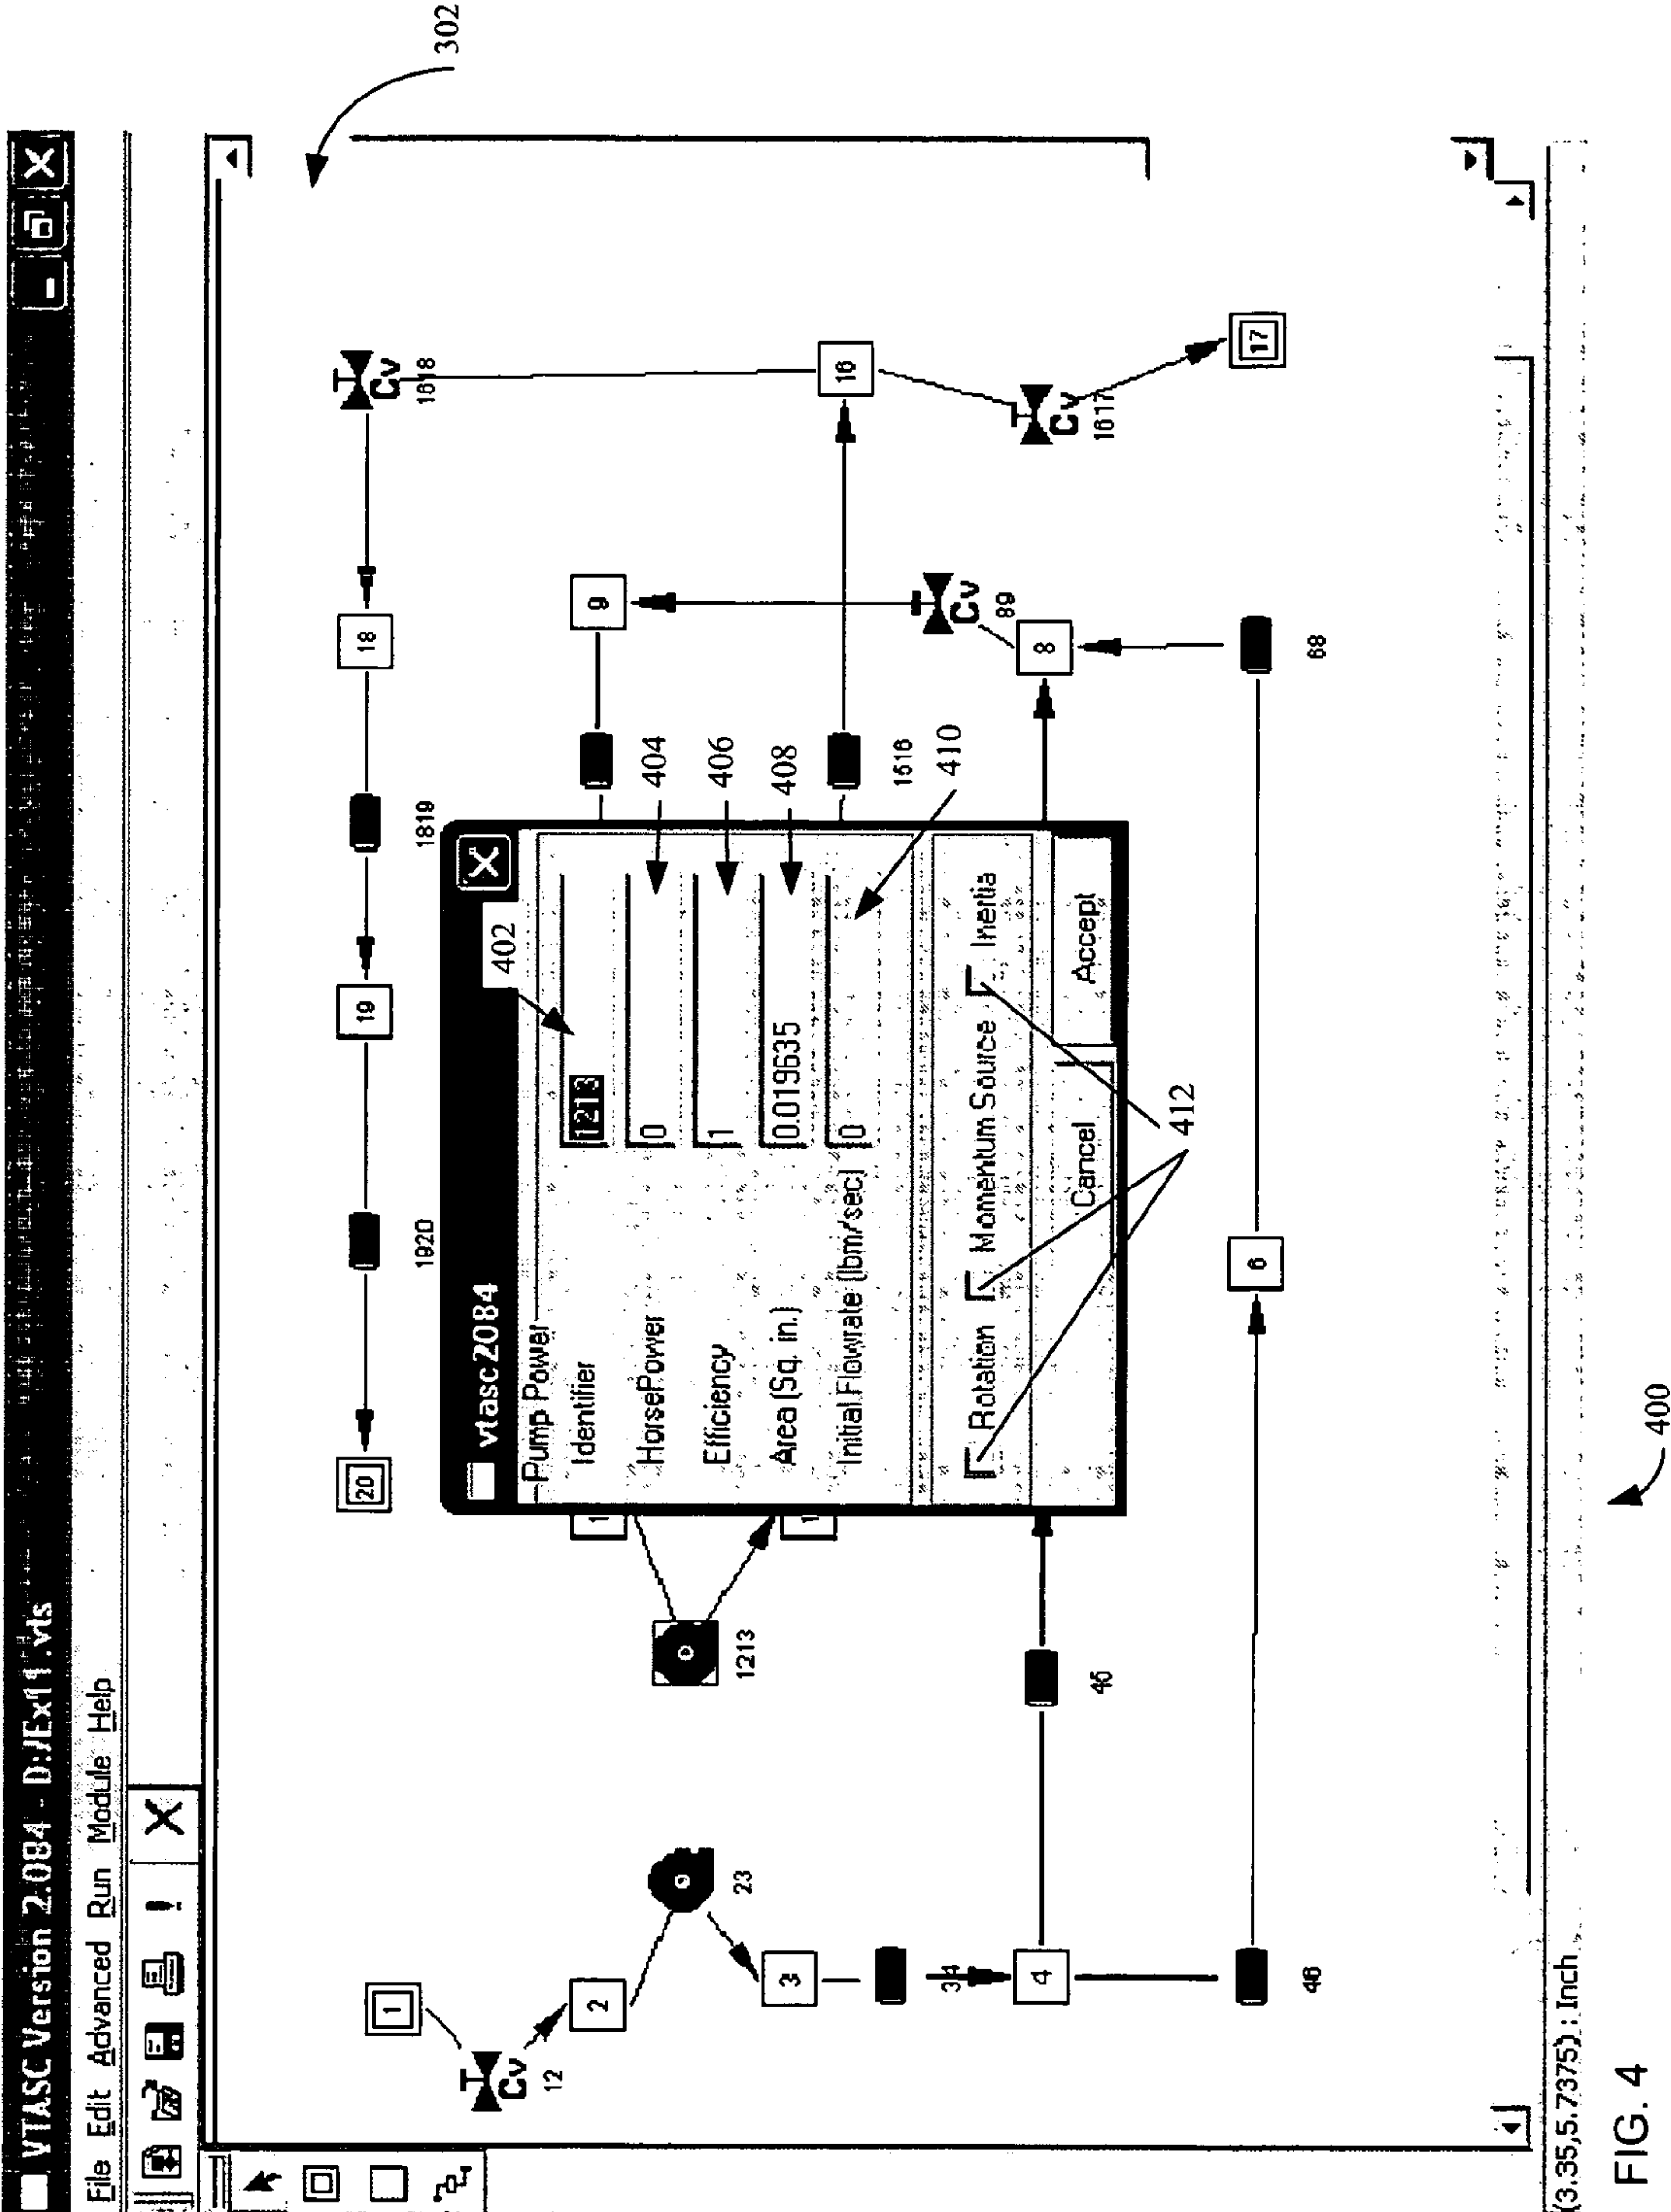 VTASC Version 2.084 - D:/Ex11.vts
File Edit Advanced Run Module Help
302
1
Cv
12
2
23
3
34
4
45
46
6
68
8
Cv
89
9
1213
1
1
20
1920
19
1819
18
Cv
1618
16
1516
Cv
1617
17
vtasc2084
402
Pump Power
Identifier 1213
404
HorsePower 0
406
Efficiency 1
408
Area (Sq. in.) 0.019635
410
Initial Flowrate (lbm/sec) 0
Rotation Momentum Source Inertia
Cancel Accept
412
(3.35,5.7375) : Inch
400
FIG. 4